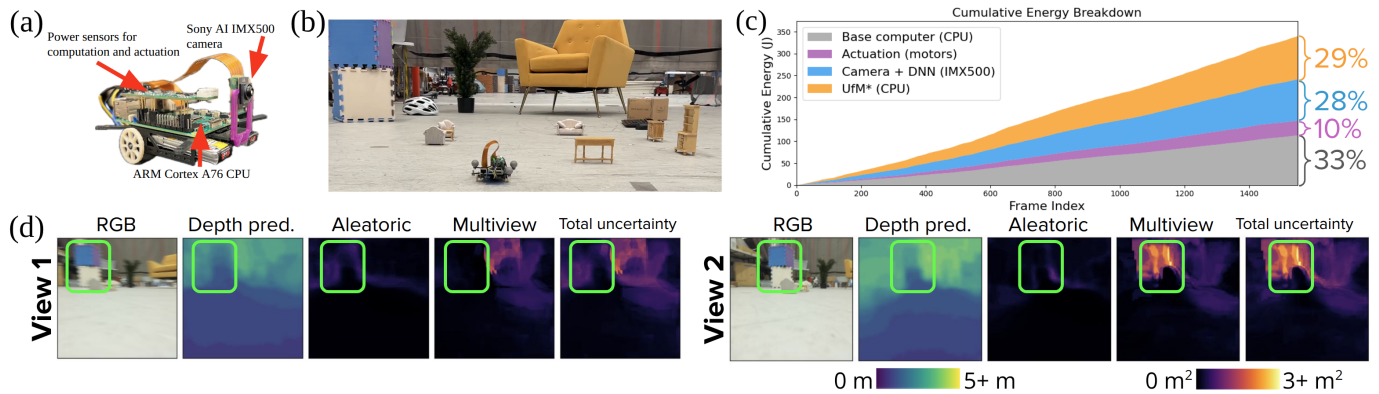 (a)
Power sensors for
computation and actuation
Sony AI IMX500
camera
ARM Cortex A76 CPU
(b)
(c)
Cumulative Energy Breakdown
Cumulative Energy (J)
350
300
250
200
150
100
50
0
Base computer (CPU)
Actuation (motors)
Camera + DNN (IMX500)
UfM* (CPU)
29%
28%
10%
33%
0
200
400
600
800
1000
1200
1400
Frame Index
(d)
View 1
RGB
Depth pred.
Aleatoric
Multiview
Total uncertainty
View 2
RGB
Depth pred.
Aleatoric
Multiview
Total uncertainty
0 m
5+ m
0 m²
3+ m²